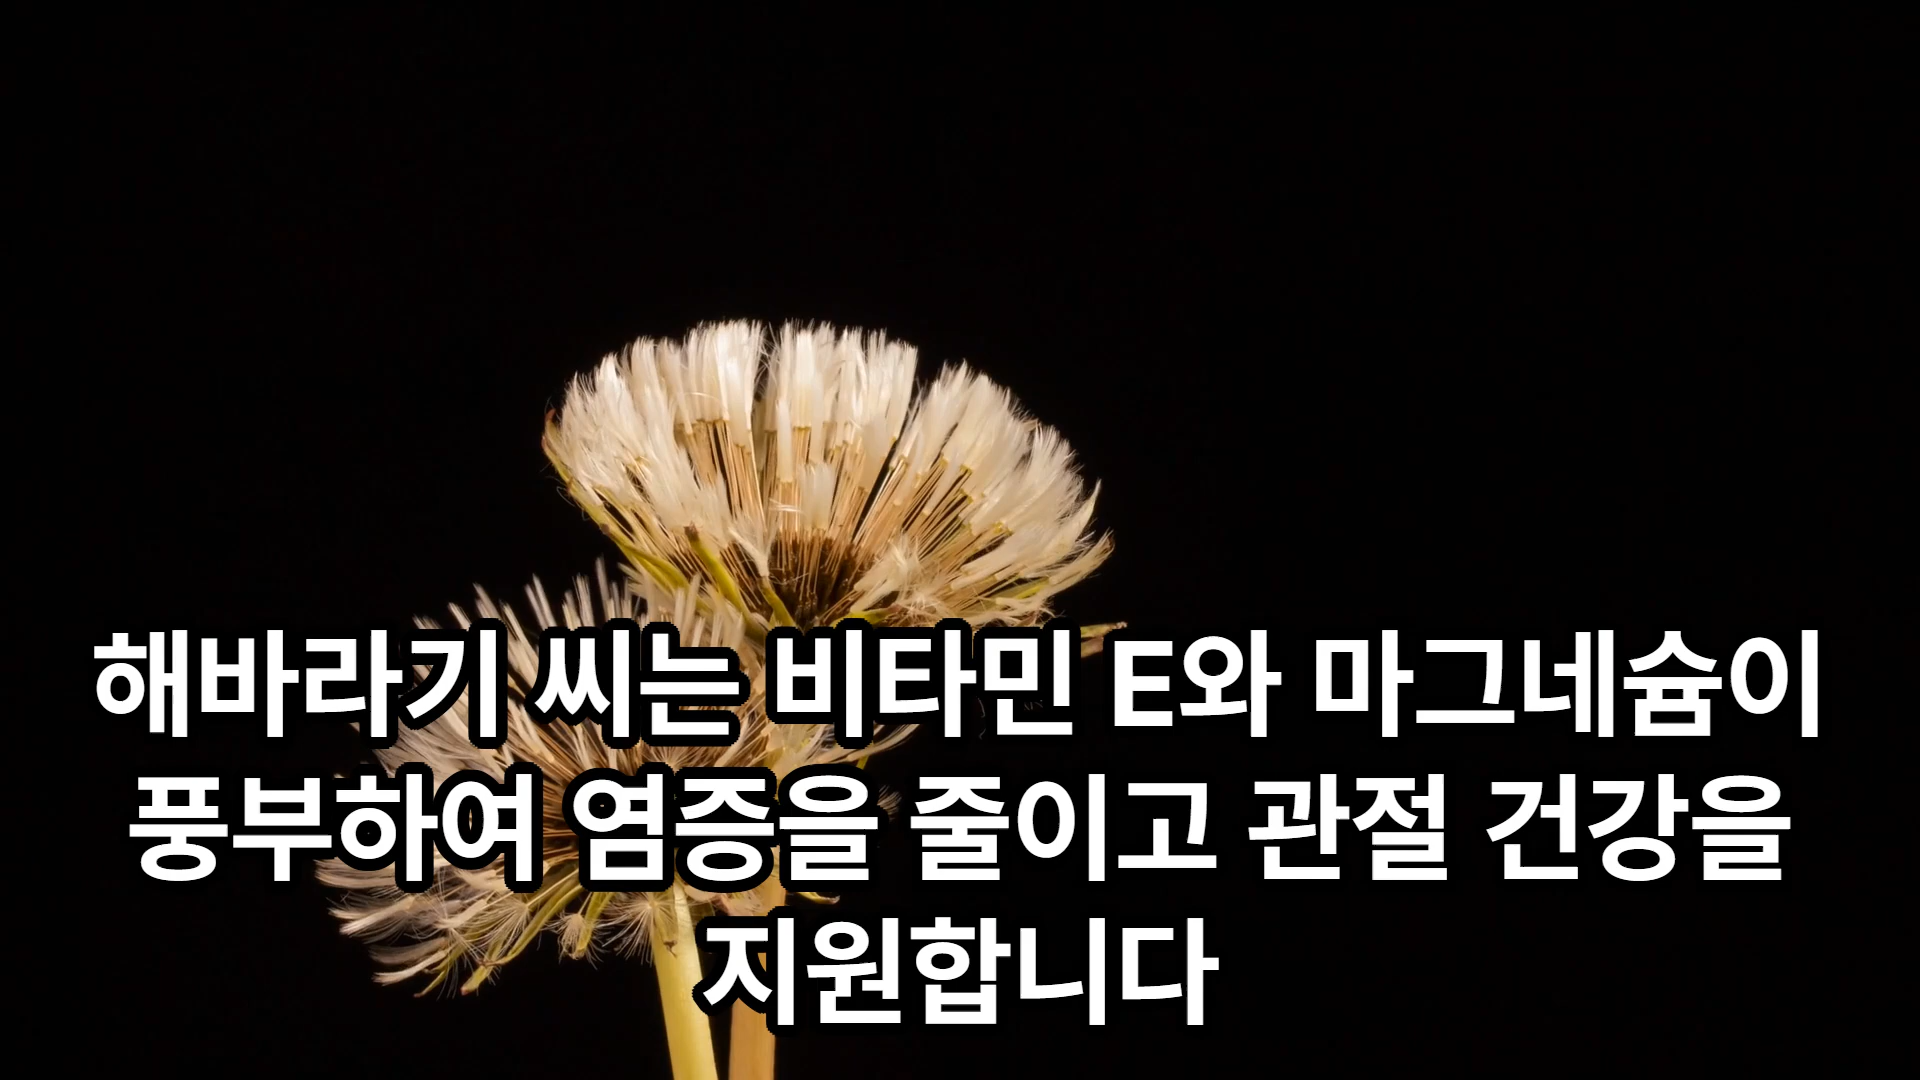 해바라기 씨는 비타민 E와 마그네슘이
풍부하여 염증을 줄이고 관절 건강을
지원합니다